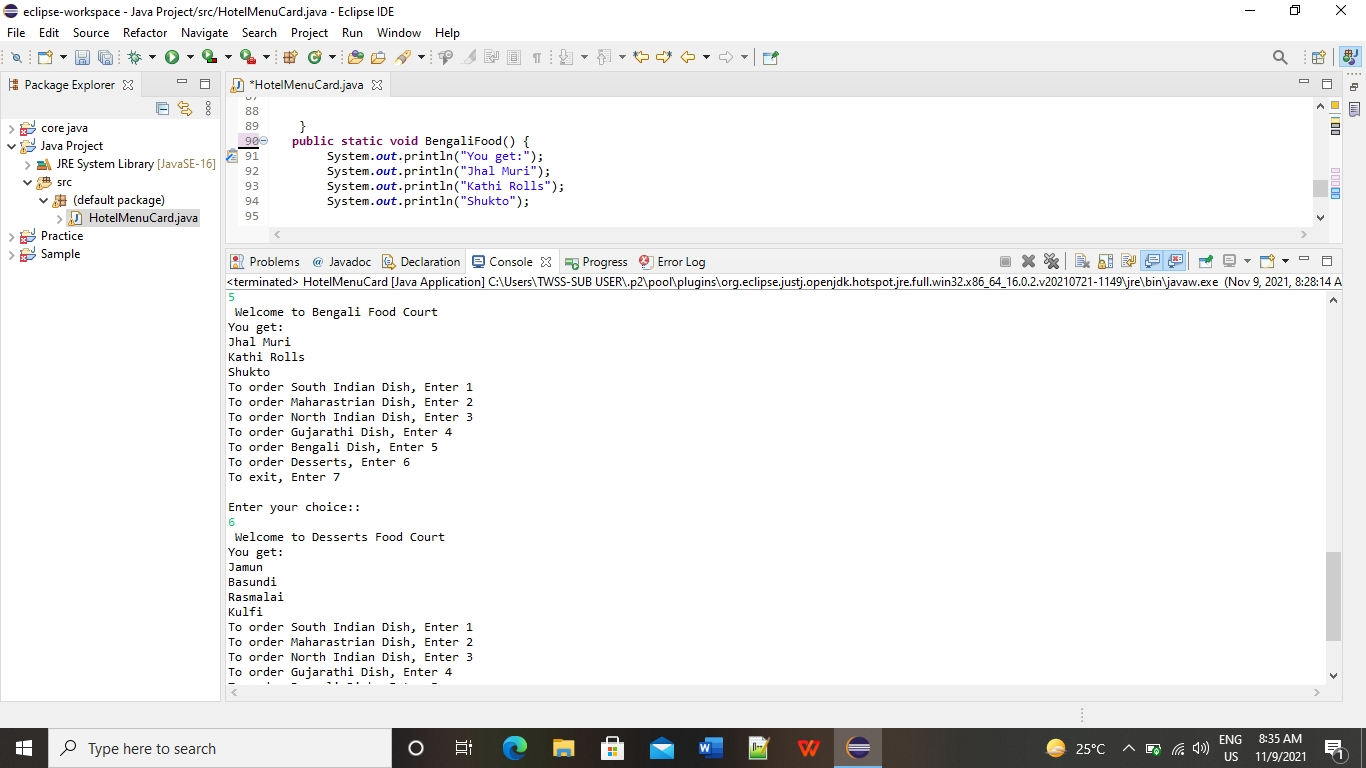 eclipse-workspace - Java Project/src/HotelMenuCard.java - Eclipse IDE
File Edit Source Refactor Navigate Search Project Run Window Help
Package Explorer
core java
Java Project
JRE System Library [JavaSE-16]
src
(default package)
HotelMenuCard.java
Practice
Sample
*HotelMenuCard.java
88
89 }
90 public static void BengaliFood() {
91 System.out.println("You get:");
92 System.out.println("Jhal Muri");
93 System.out.println("Kathi Rolls");
94 System.out.println("Shukto");
95
Problems @ Javadoc Declaration Console Progress Error Log
<terminated> HotelMenuCard [Java Application] C:\Users\TWSS-SUB USER\.p2\pool\plugins\org.eclipse.justj.openjdk.hotspot.jre.full.win32.x86_64_16.0.2.v20210721-1149\jre\bin\javaw.exe (Nov 9, 2021, 8:28:14 A
5
Welcome to Bengali Food Court
You get:
Jhal Muri
Kathi Rolls
Shukto
To order South Indian Dish, Enter 1
To order Maharastrian Dish, Enter 2
To order North Indian Dish, Enter 3
To order Gujarathi Dish, Enter 4
To order Bengali Dish, Enter 5
To order Desserts, Enter 6
To exit, Enter 7
Enter your choice::
6
Welcome to Desserts Food Court
You get:
Jamun
Basundi
Rasmalai
Kulfi
To order South Indian Dish, Enter 1
To order Maharastrian Dish, Enter 2
To order North Indian Dish, Enter 3
To order Gujarathi Dish, Enter 4
Type here to search
25°C
ENG
US
8:35 AM
11/9/2021
1